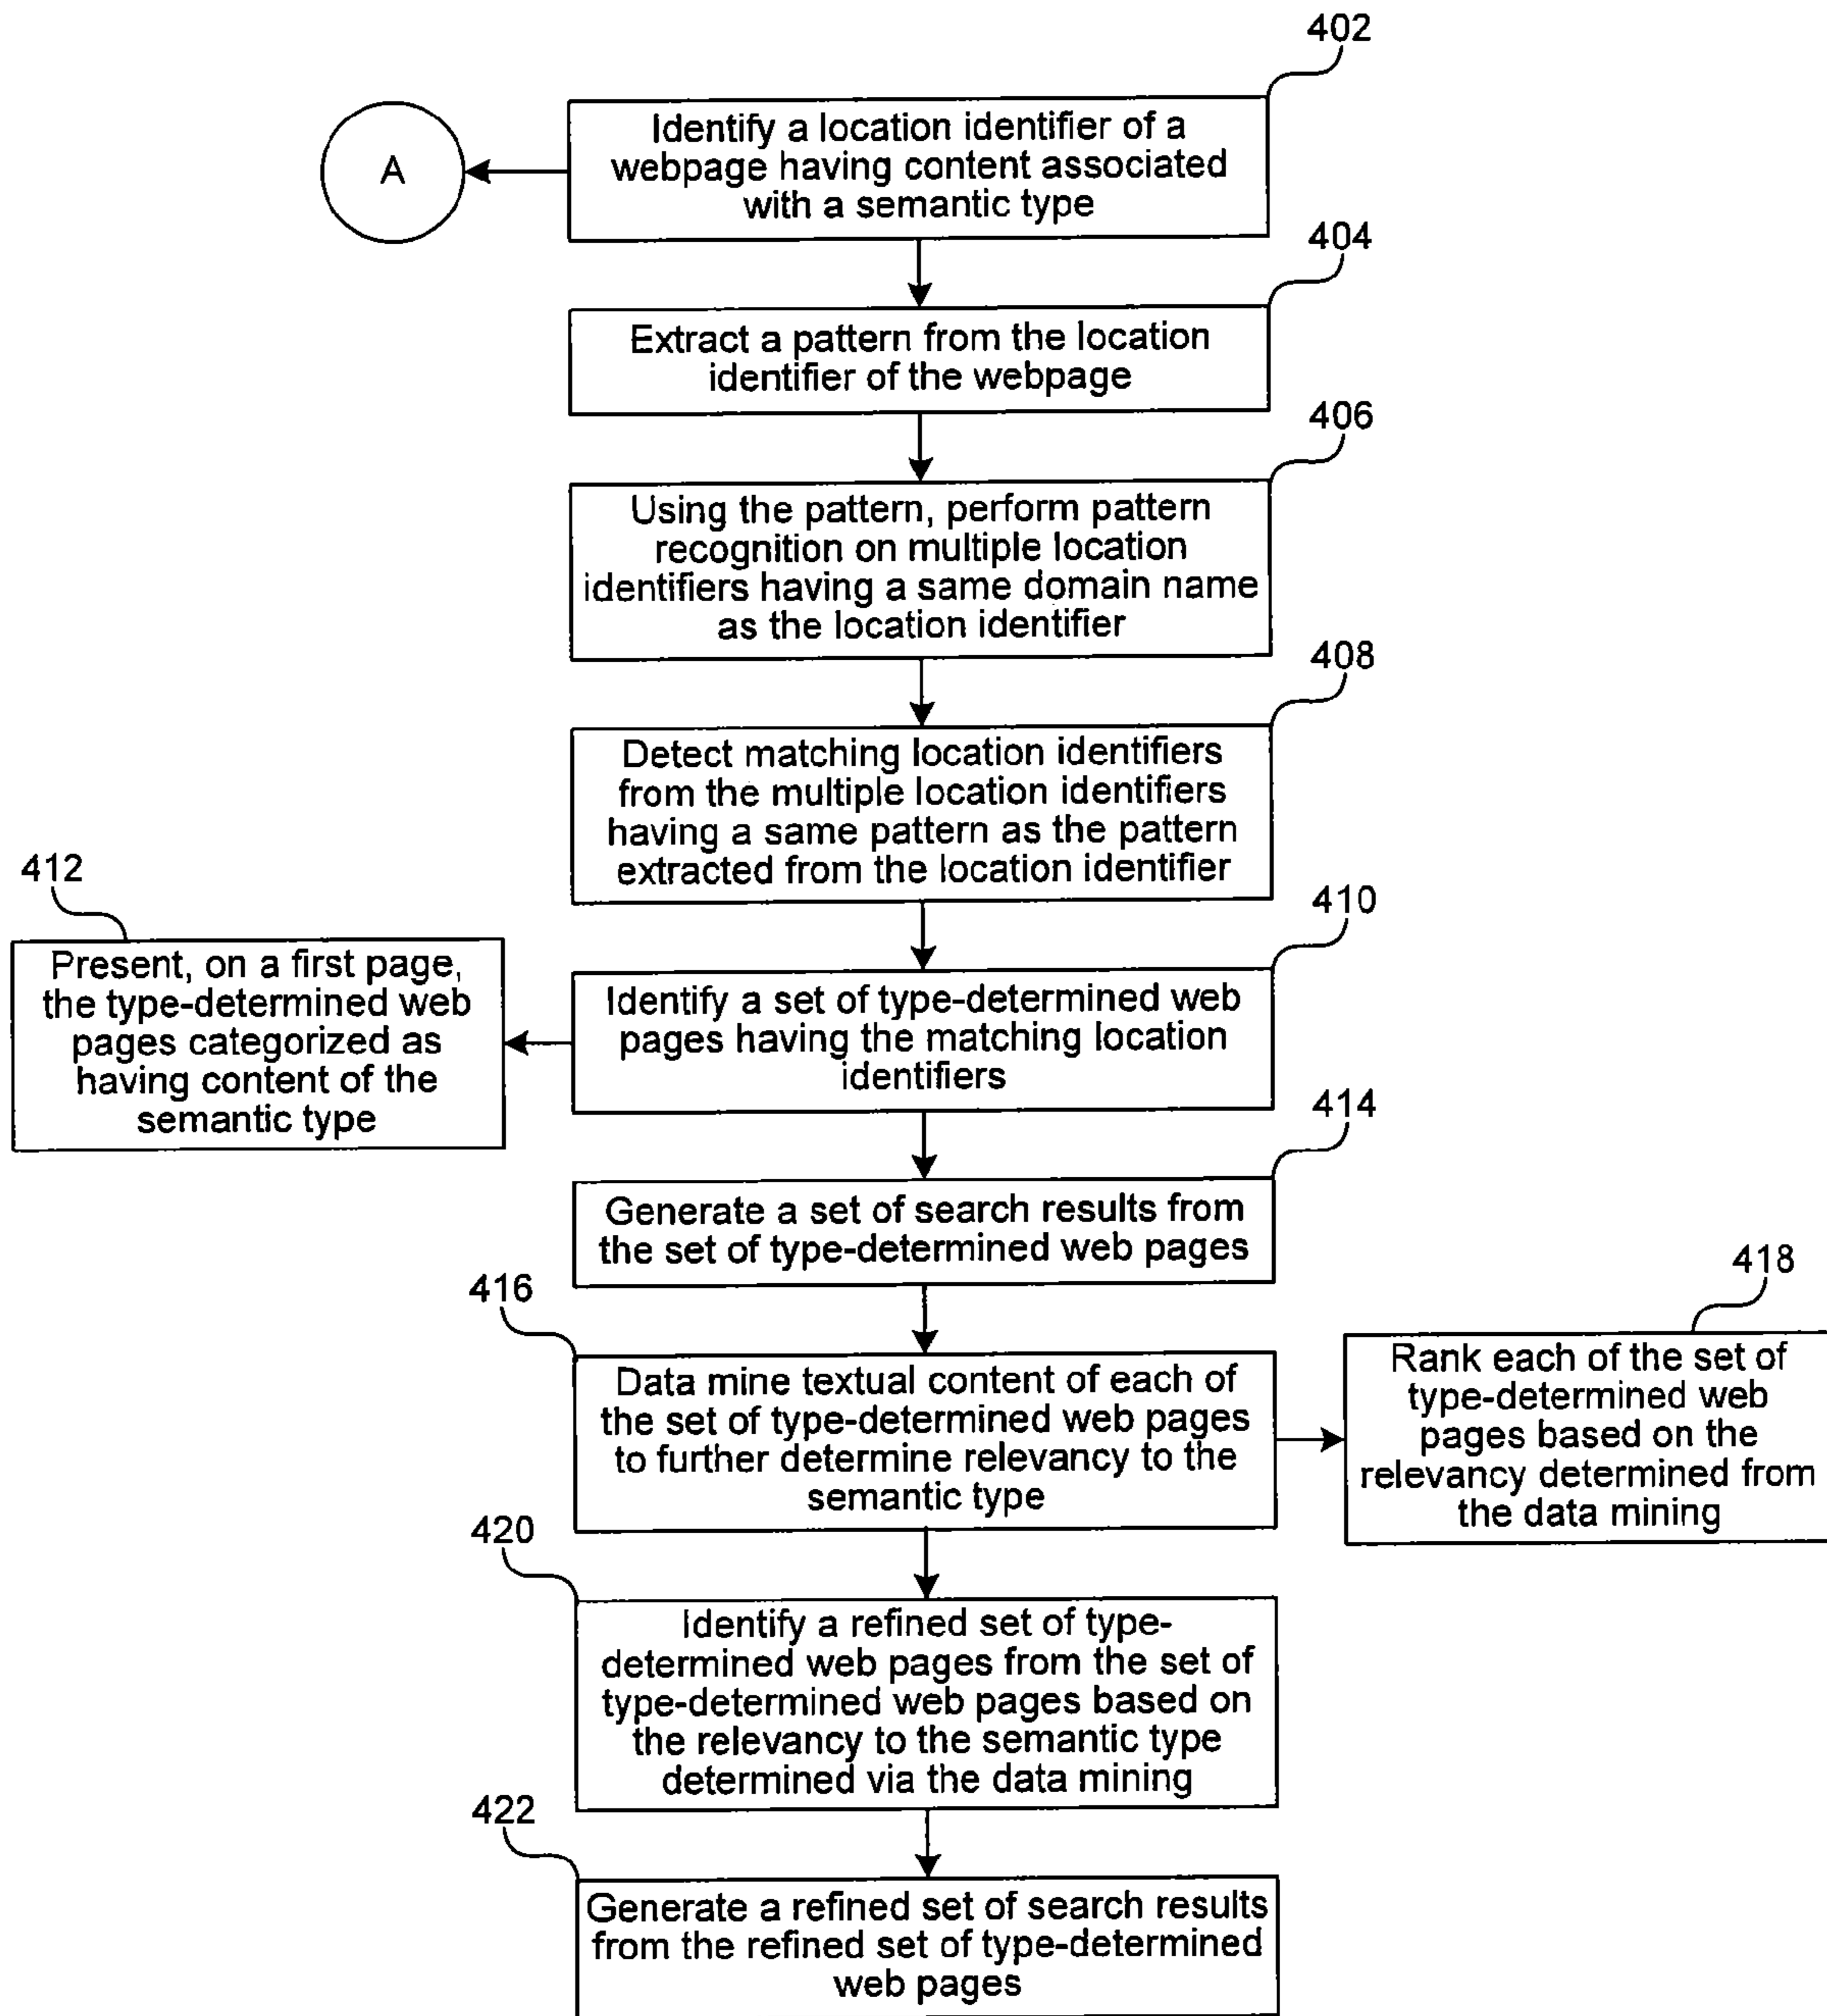 402
A
Identify a location identifier of a
webpage having content associated
with a semantic type
404
Extract a pattern from the location
identifier of the webpage
406
Using the pattern, perform pattern
recognition on multiple location
identifiers having a same domain name
as the location identifier
408
Detect matching location identifiers
from the multiple location identifiers
having a same pattern as the pattern
extracted from the location identifier
412
Present, on a first page,
the type-determined web
pages categorized as
having content of the
semantic type
410
Identify a set of type-determined web
pages having the matching location
identifiers
414
Generate a set of search results from
the set of type-determined web pages
416
Data mine textual content of each of
the set of type-determined web pages
to further determine relevancy to the
semantic type
418
Rank each of the set of
type-determined web
pages based on the
relevancy determined from
the data mining
420
Identify a refined set of type-
determined web pages from the set of
type-determined web pages based on
the relevancy to the semantic type
determined via the data mining
422
Generate a refined set of search results
from the refined set of type-determined
web pages